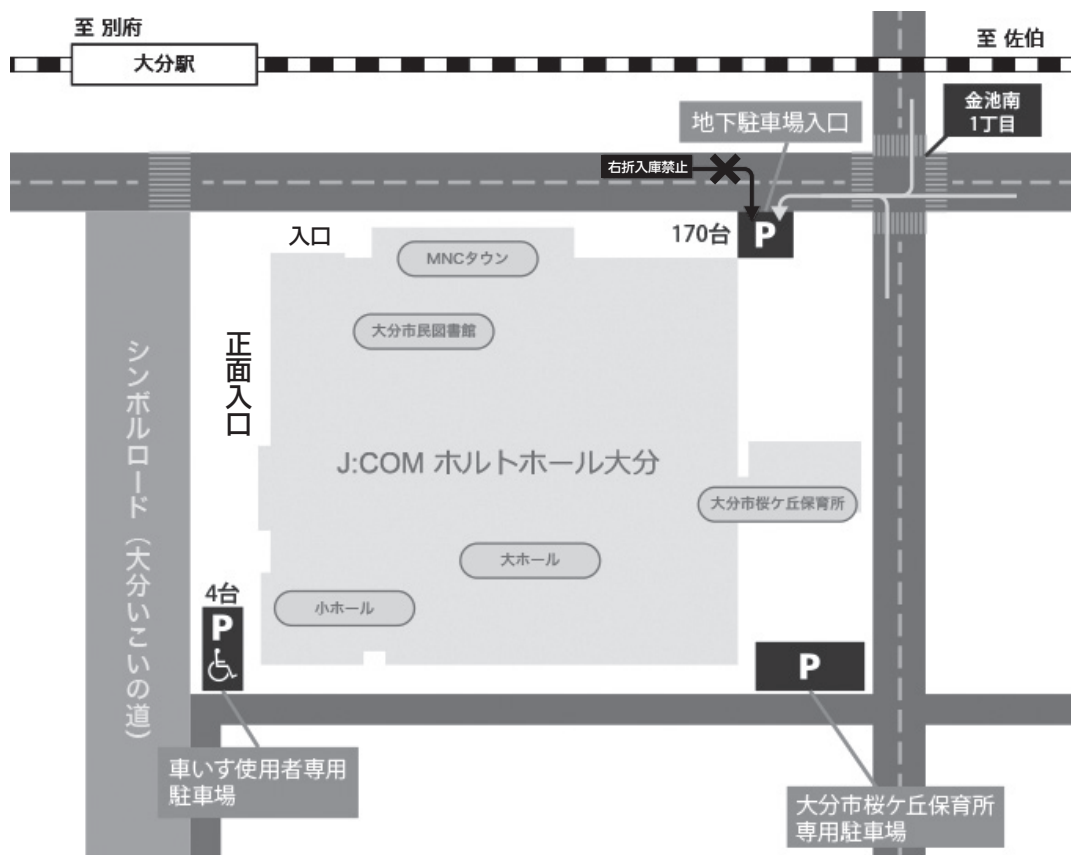 至 別府
大分駅
至 佐伯
金池南
1丁目
地下駐車場入口
右折入庫禁止
170台
P
入口
MNCタウン
大分市民図書館
正面入口
シンボルロード（大分いこいの道）
J:COM ホルトホール大分
大分市桜ケ丘保育所
大ホール
小ホール
4台
P
P
車いす使用者専用
駐車場
大分市桜ケ丘保育所
専用駐車場